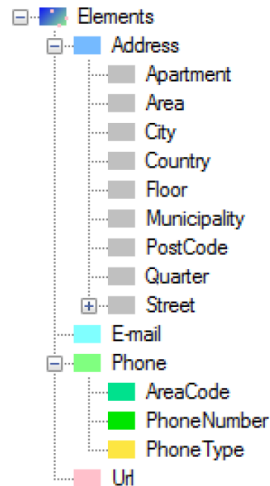 Elements
Address
Apartment
Area
City
Country
Floor
Municipality
PostCode
Quarter
Street
E-mail
Phone
AreaCode
PhoneNumber
PhoneType
Url